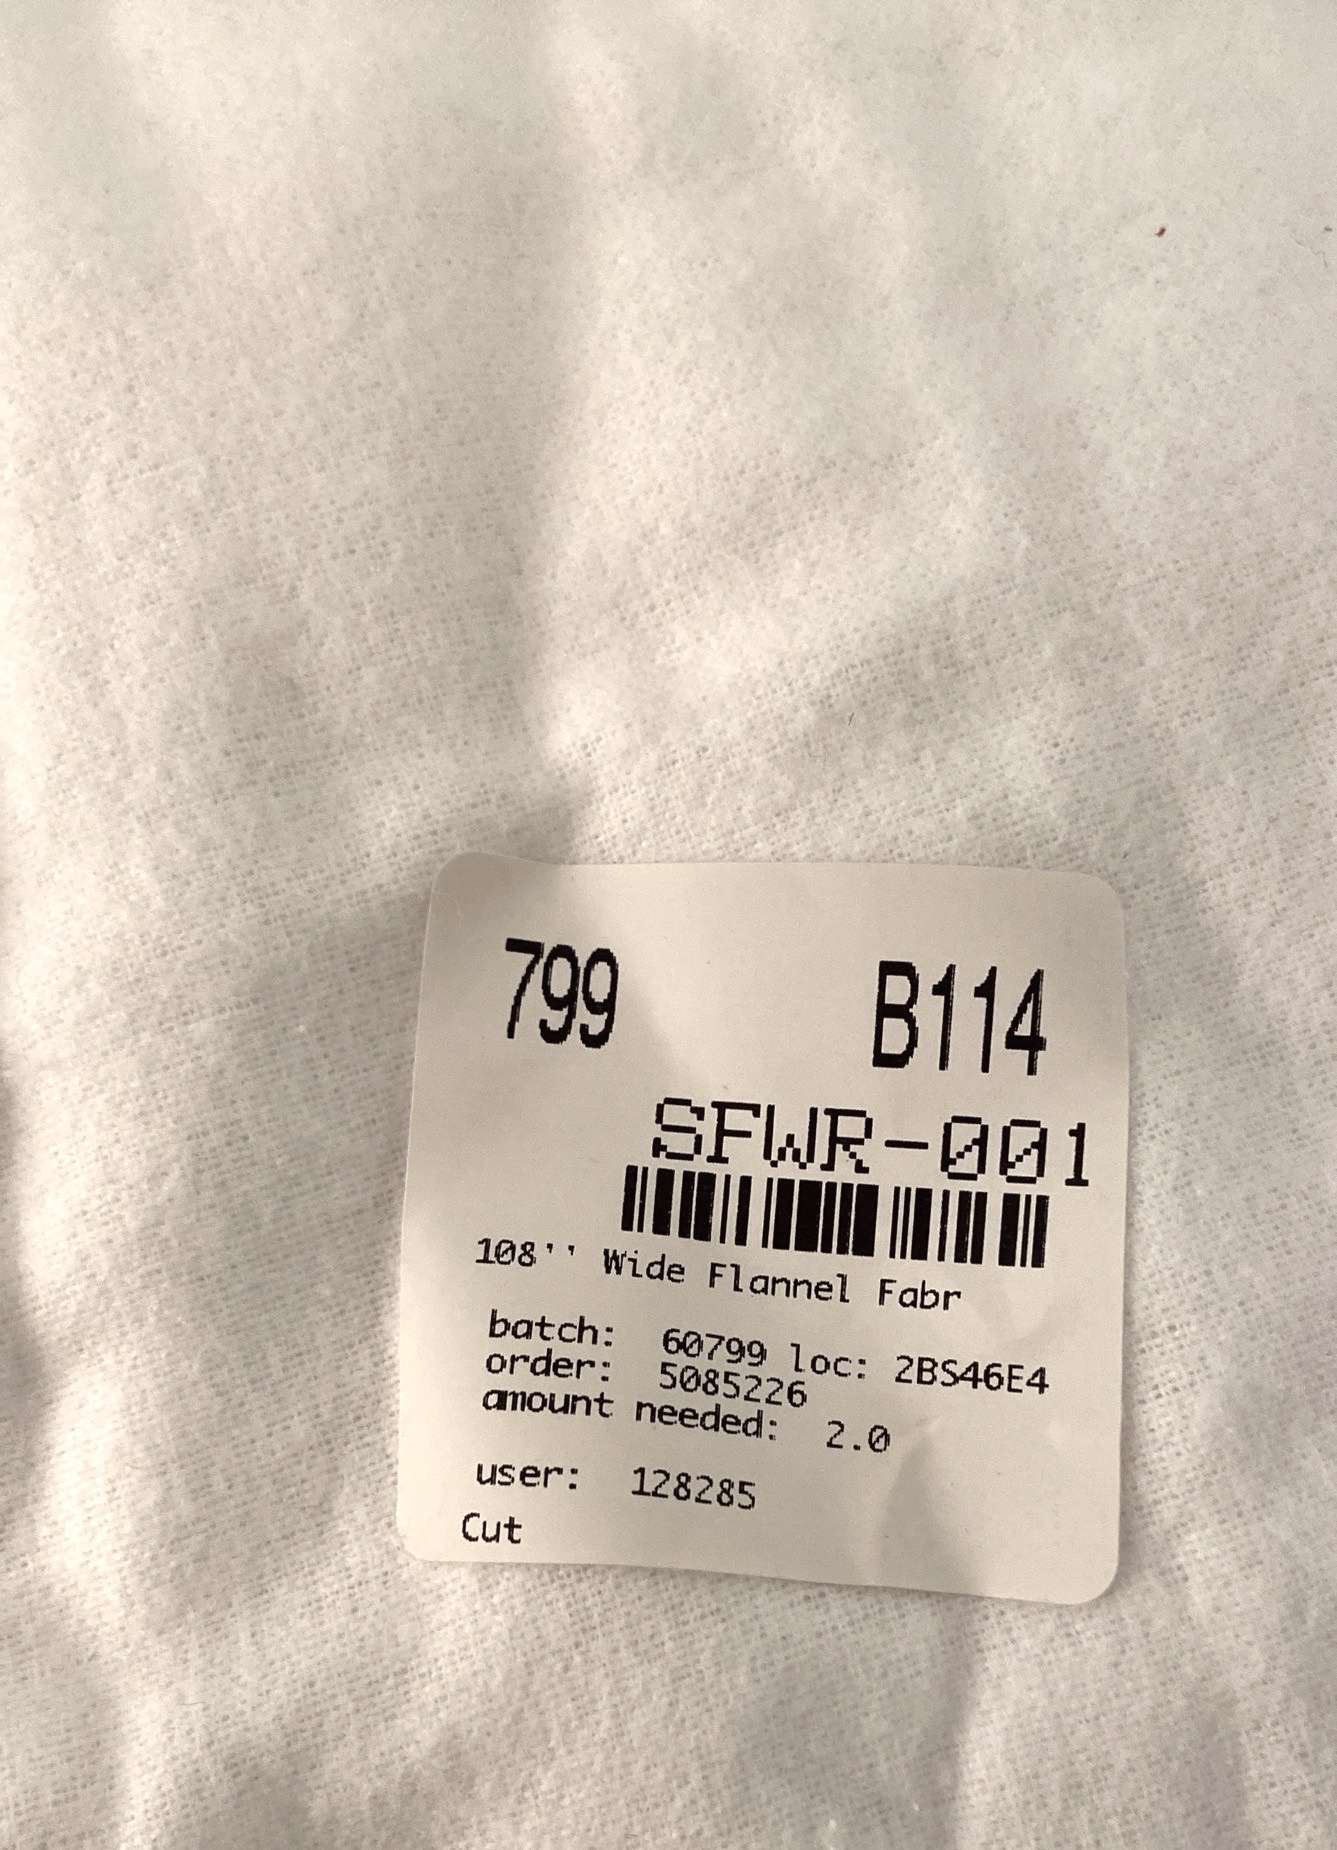 799 B114
SFWR-001
108'' Wide Flannel Fabr
batch: 60799 loc: 2BS46E4
order: 5085226
amount needed: 2.0
user: 128285
Cut